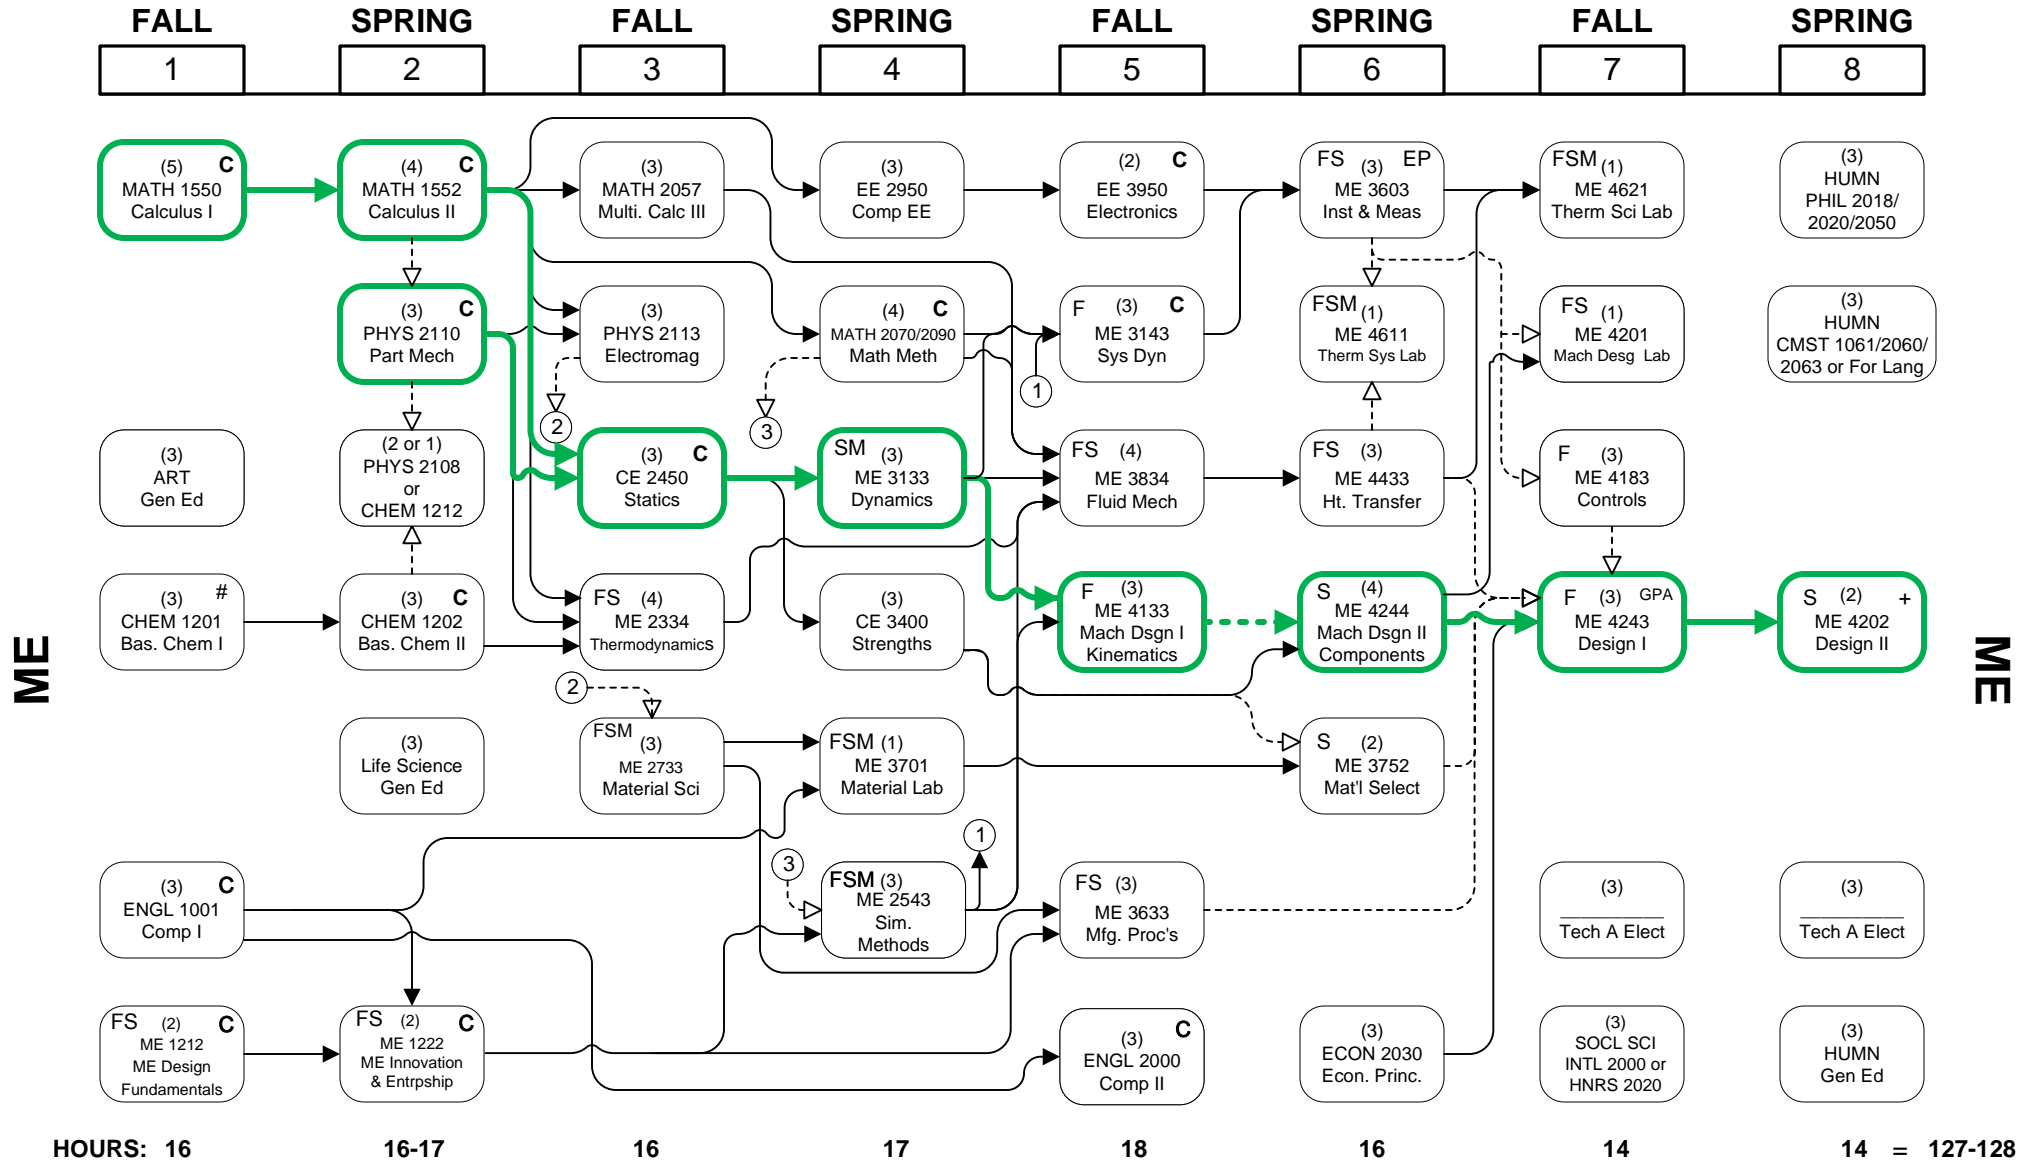 FALL SPRING FALL SPRING FALL SPRING FALL SPRING
1 2 3 4 5 6 7 8
(5) C
MATH 1550
Calculus I
(4) C
MATH 1552
Calculus II
(3)
MATH 2057
Multi. Calc III
(3)
EE 2950
Comp EE
(2) C
EE 3950
Electronics
FS (3) EP
ME 3603
Inst & Meas
FSM (1)
ME 4621
Therm Sci Lab
(3)
HUMN
PHIL 2018/
2020/2050
(3) C
PHYS 2110
Part Mech
(3)
PHYS 2113
Electromag
(4) C
MATH 2070/2090
Math Meth
F (3) C
ME 3143
Sys Dyn
FSM (1)
ME 4611
Therm Sys Lab
FS (1)
ME 4201
Mach Desg Lab
(3)
HUMN
CMST 1061/2060/
2063 or For Lang
1
2
3
(3)
ART
Gen Ed
(2 or 1)
PHYS 2108
or
CHEM 1212
(3) C
CE 2450
Statics
SM (3)
ME 3133
Dynamics
FS (4)
ME 3834
Fluid Mech
FS (3)
ME 4433
Ht. Transfer
F (3)
ME 4183
Controls
(3) #
CHEM 1201
Bas. Chem I
(3) C
CHEM 1202
Bas. Chem II
FS (4)
ME 2334
Thermodynamics
(3)
CE 3400
Strengths
F (3)
ME 4133
Mach Dsgn I
Kinematics
S (4)
ME 4244
Mach Dsgn II
Components
F (3) GPA
ME 4243
Design I
S (2) +
ME 4202
Design II
ME
ME
2
(3)
Life Science
Gen Ed
FSM
(3)
ME 2733
Material Sci
FSM (1)
ME 3701
Material Lab
S (2)
ME 3752
Mat'l Select
1
3
(3) C
ENGL 1001
Comp I
FSM (3)
ME 2543
Sim.
Methods
FS (3)
ME 3633
Mfg. Proc's
(3)
__________
Tech A Elect
(3)
__________
Tech A Elect
FS (2) C
ME 1212
ME Design
Fundamentals
FS (2) C
ME 1222
ME Innovation
& Entrpship
(3) C
ENGL 2000
Comp II
(3)
ECON 2030
Econ. Princ.
(3)
SOCL SCI
INTL 2000 or
HNRS 2020
(3)
HUMN
Gen Ed
HOURS: 16 16-17 16 17 18 16 14 14 = 127-128